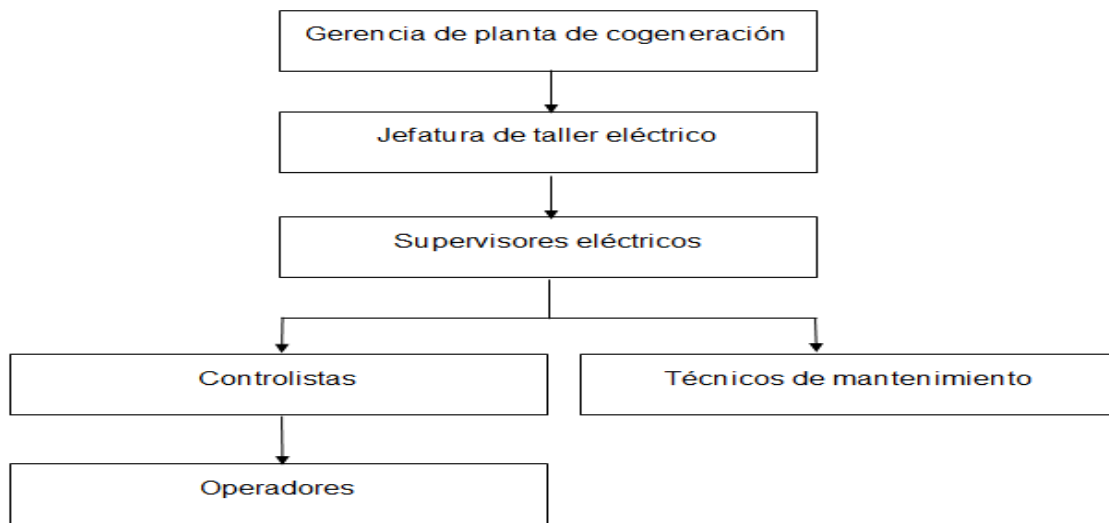 Gerencia de planta de cogeneración
Jefatura de taller eléctrico
Supervisores eléctricos
Controlistas
Técnicos de mantenimiento
Operadores